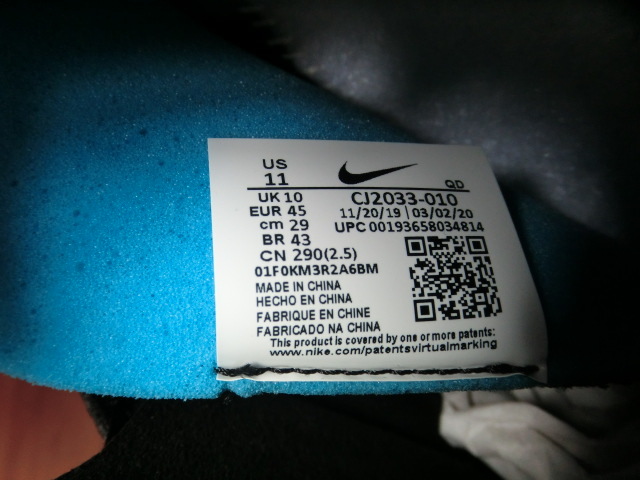 US
11
QD
UK 10
CJ2033-010
EUR 45
11/20/19 | 03/02/20
cm 29
UPC 00193658034814
BR 43
CN 290(2.5)
01F0KM3R2A6BM
MADE IN CHINA
HECHO EN CHINA
FABRIQUE EN CHINE
FABRICADO NA CHINA
This product is covered by one or more patents:
www.nike.com/patentsvirtualmarking